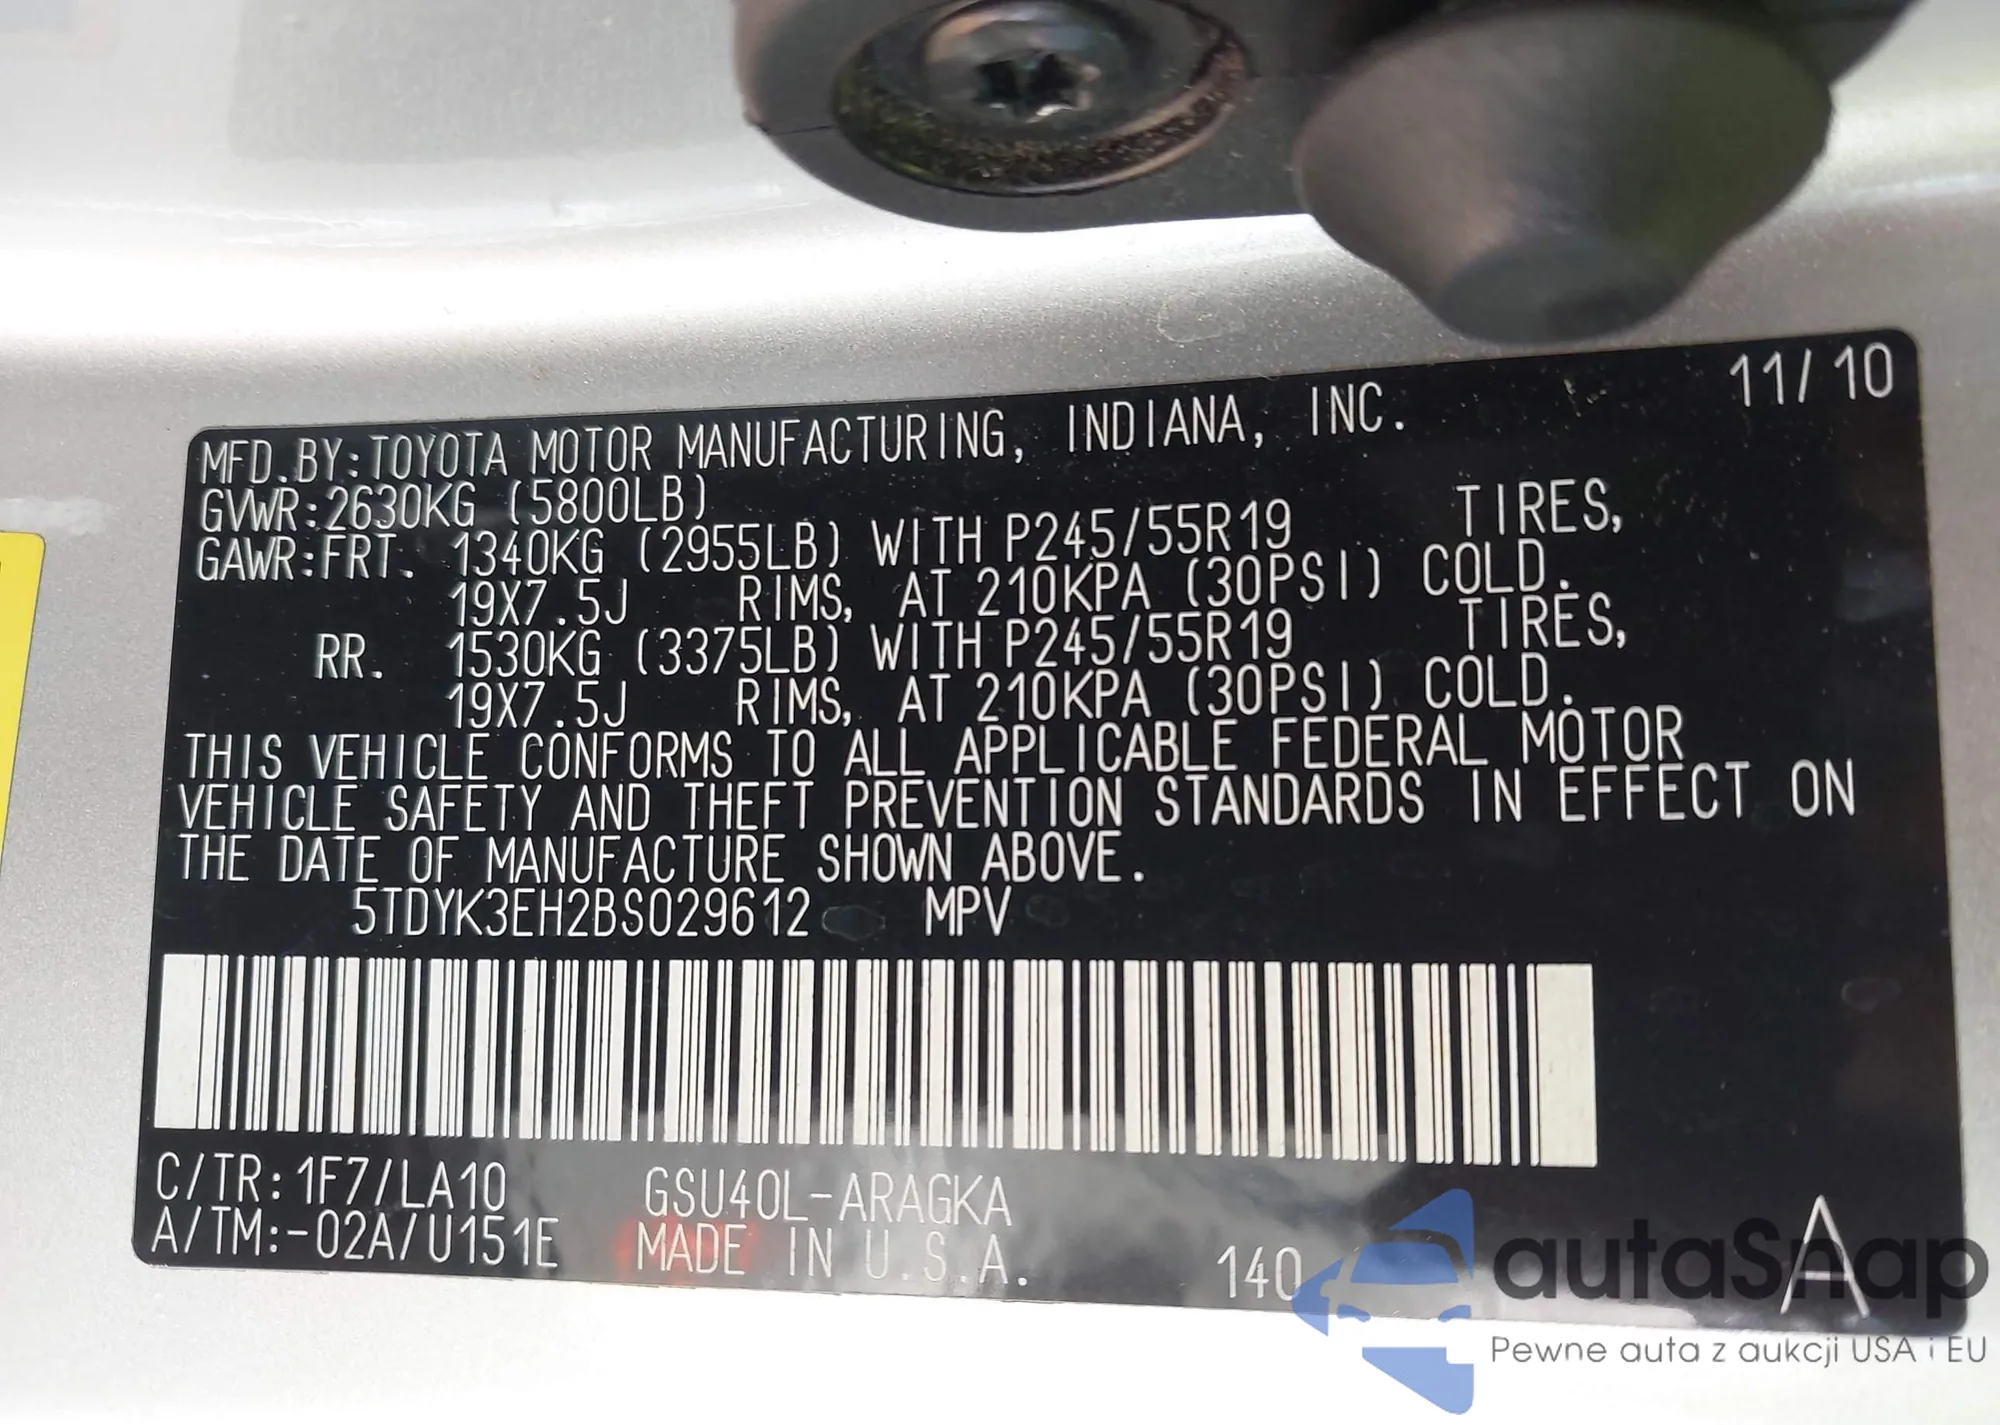 11/10
MFD.BY:TOYOTA MOTOR MANUFACTURING, INDIANA, INC.
GVWR:2630KG (5800LB)
GAWR:FRT. 1340KG (2955LB) WITH P245/55R19 TIRES,
19X7.5J RIMS, AT 210KPA (30PSI) COLD.
RR. 1530KG (3375LB) WITH P245/55R19 TIRES,
19X7.5J RIMS, AT 210KPA (30PSI) COLD.
THIS VEHICLE CONFORMS TO ALL APPLICABLE FEDERAL MOTOR
VEHICLE SAFETY AND THEFT PREVENTION STANDARDS IN EFFECT ON
THE DATE OF MANUFACTURE SHOWN ABOVE.
5TDYK3EH2BS029612 MPV
C/TR:1F7/LA10 GSU40L-ARAGKA
A/TM:-02A/U151E MADE IN U.S.A. 140 A
autoSnap
Pewne auta z aukcji USA i EU